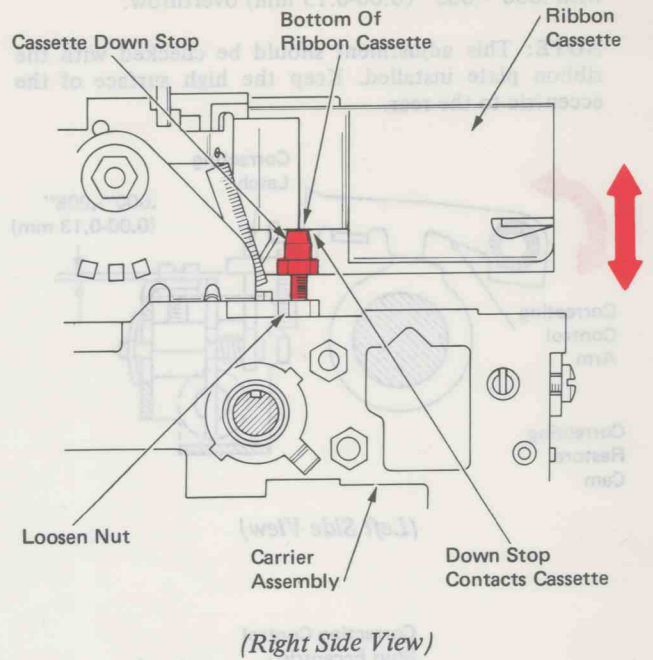 Bottom Of
Ribbon Cassette
Ribbon
Cassette
Cassette Down Stop
Loosen Nut
Carrier
Assembly
Down Stop
Contacts Cassette
(Right Side View)